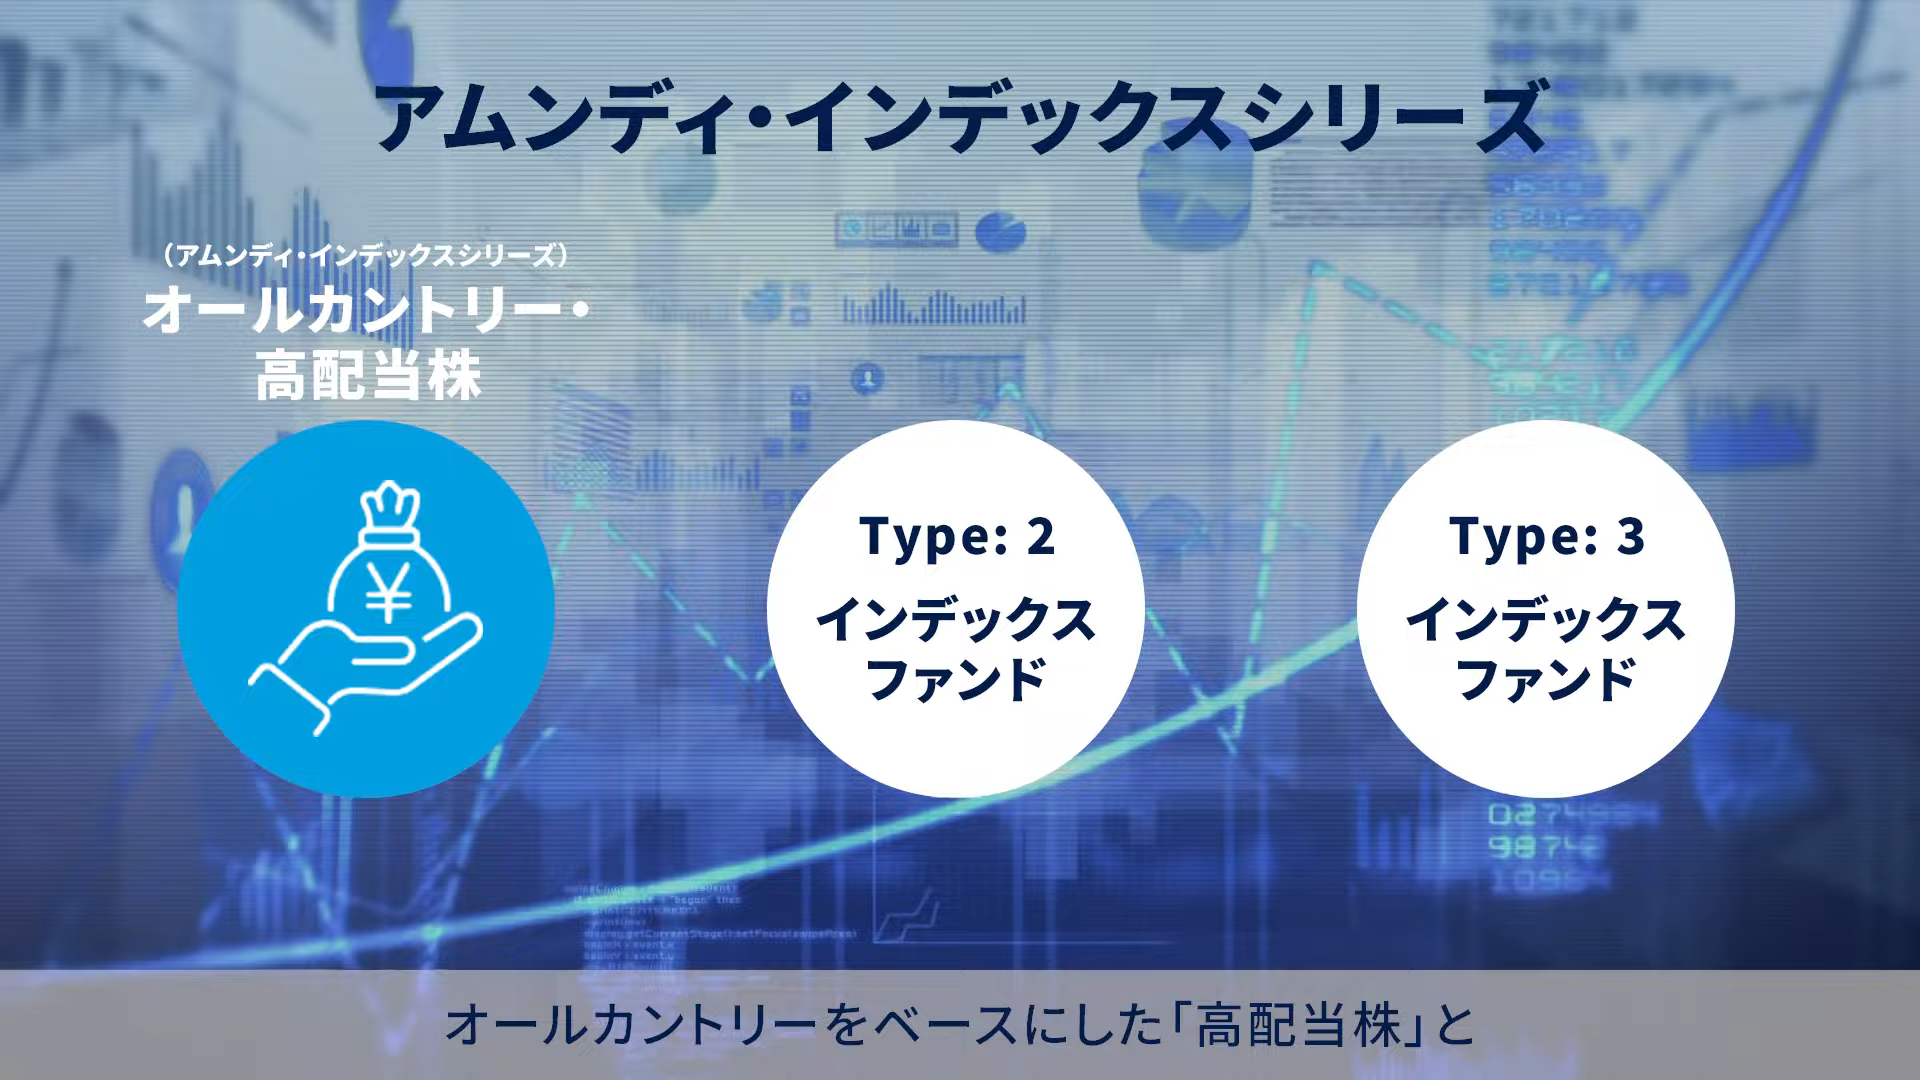 アムンディ・インデックスシリーズ
（アムンディ・インデックスシリーズ）
オールカントリー・
高配当株
¥
Type: 2
インデックス
ファンド
Type: 3
インデックス
ファンド
98742
オールカントリーをベースにした「高配当株」と